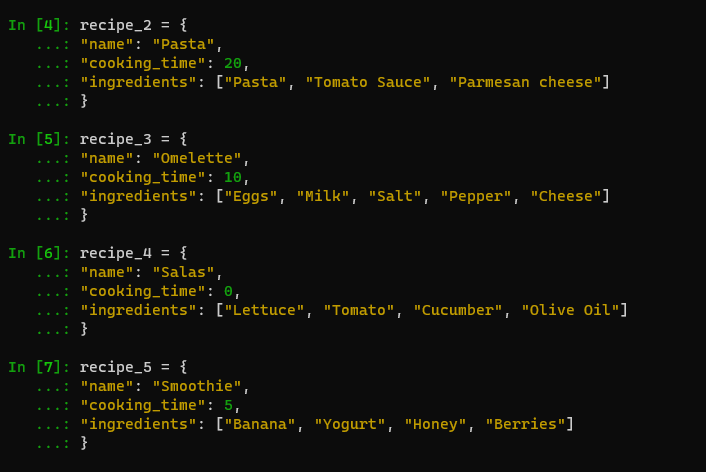 In [4]: recipe_2 = {
   ...: "name": "Pasta",
   ...: "cooking_time": 20,
   ...: "ingredients": ["Pasta", "Tomato Sauce", "Parmesan cheese"]
   ...: }
In [5]: recipe_3 = {
   ...: "name": "Omelette",
   ...: "cooking_time": 10,
   ...: "ingredients": ["Eggs", "Milk", "Salt", "Pepper", "Cheese"]
   ...: }
In [6]: recipe_4 = {
   ...: "name": "Salas",
   ...: "cooking_time": 0,
   ...: "ingredients": ["Lettuce", "Tomato", "Cucumber", "Olive Oil"]
   ...: }
In [7]: recipe_5 = {
   ...: "name": "Smoothie",
   ...: "cooking_time": 5,
   ...: "ingredients": ["Banana", "Yogurt", "Honey", "Berries"]
   ...: }